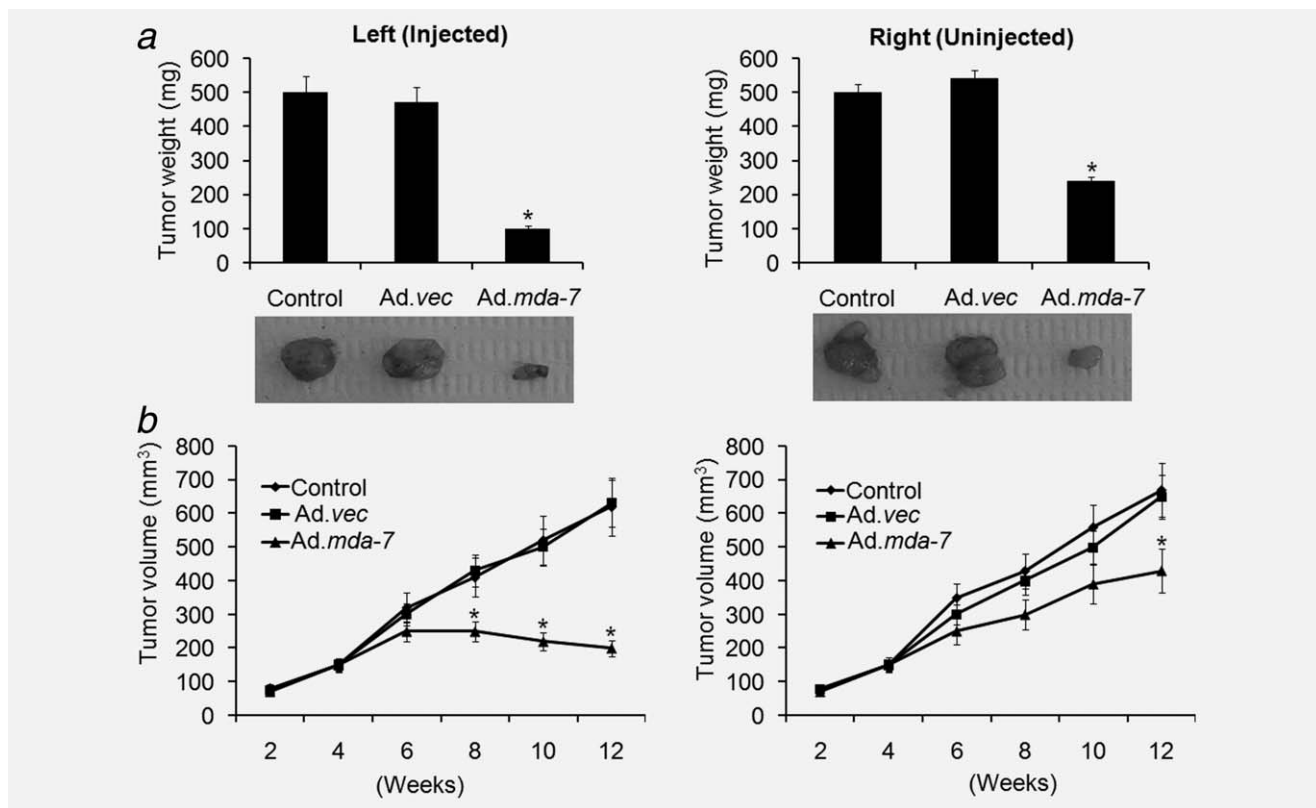 a
Left (Injected)
Right (Uninjected)
Tumor weight (mg)
600
500
400
300
200
100
0
*
Control Ad.vec Ad.mda-7
Tumor weight (mg)
600
500
400
300
200
100
0
*
Control Ad.vec Ad.mda-7
b
Tumor volume (mm³)
800
700
600
500
400
300
200
100
0
Control
Ad.vec
Ad.mda-7
* * *
2 4 6 8 10 12
(Weeks)
Tumor volume (mm³)
800
700
600
500
400
300
200
100
0
Control
Ad.vec
Ad.mda-7
*
2 4 6 8 10 12
(Weeks)